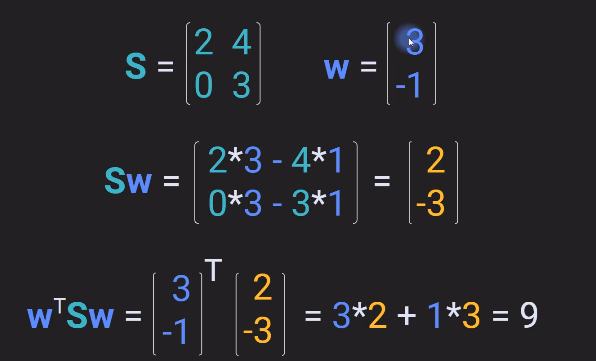 S = [2 4; 0 3] w = [3; -1]
Sw = [2*3 - 4*1; 0*3 - 3*1] = [2; -3]
wᵀSw = [3; -1]ᵀ [2; -3] = 3*2 + 1*3 = 9